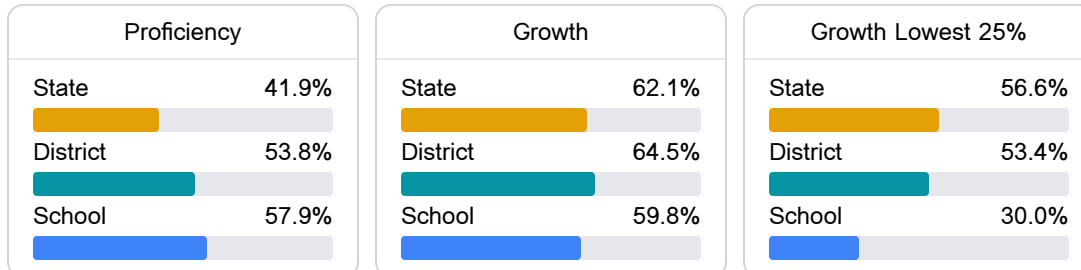 Proficiency
State 41.9%
District 53.8%
School 57.9%
Growth
State 62.1%
District 64.5%
School 59.8%
Growth Lowest 25%
State 56.6%
District 53.4%
School 30.0%